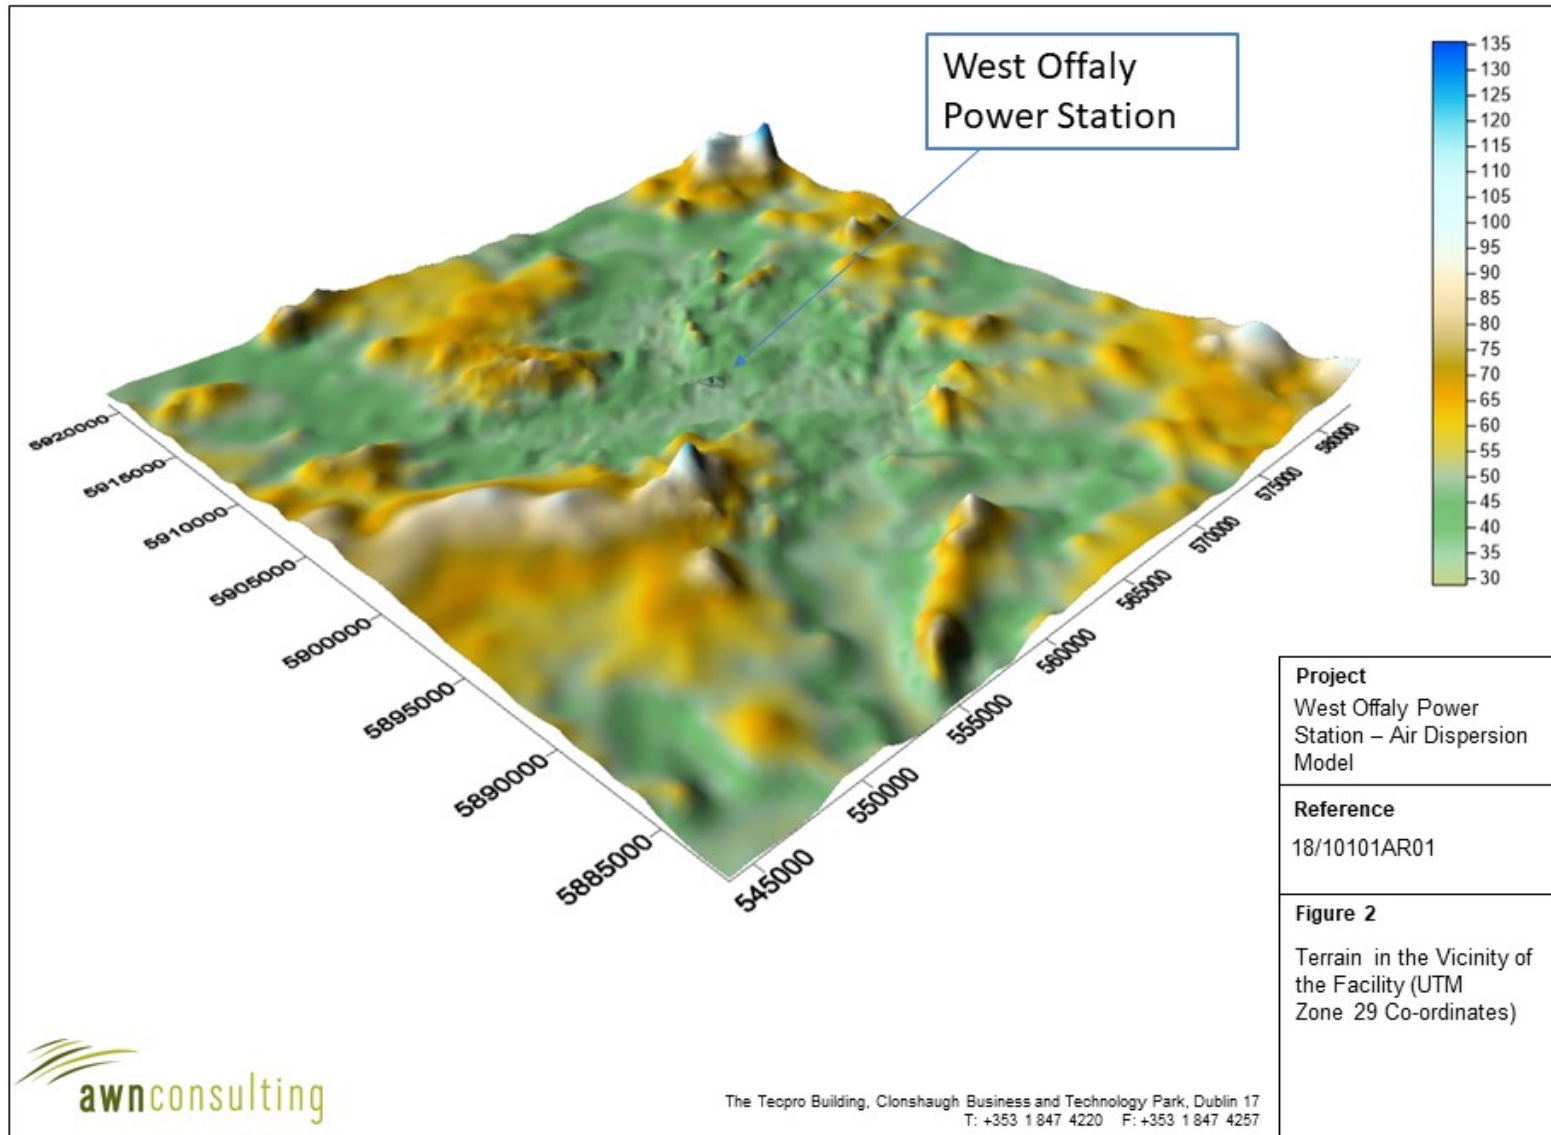 West Offaly
Power Station
135
130
125
120
115
110
105
100
95
90
85
80
75
70
65
60
55
50
45
40
35
30
5920000
5915000
5910000
5905000
5900000
5895000
5890000
5885000
545000
550000
555000
560000
565000
570000
575000
580000
Project
West Offaly Power
Station – Air Dispersion
Model
Reference
18/10101AR01
Figure 2
Terrain in the Vicinity of
the Facility (UTM
Zone 29 Co-ordinates)
awnconsulting
The Tecpro Building, Clonshaugh Business and Technology Park, Dublin 17
T: +353 1 847 4220 F: +353 1 847 4257